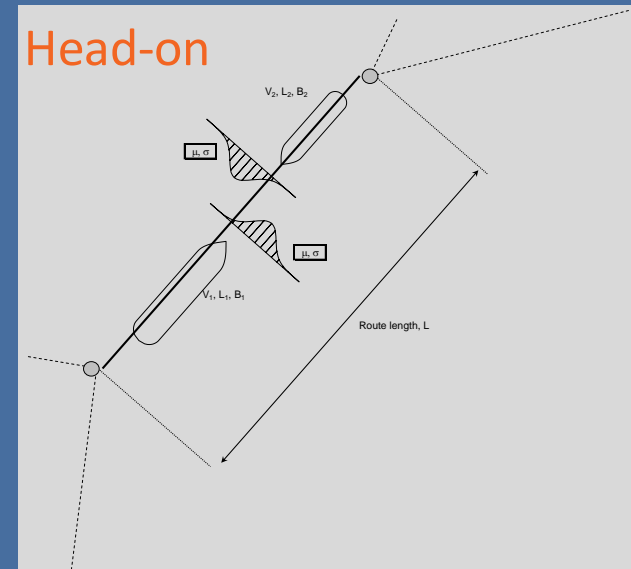 Head-on
V₂, L₂, B₂
μ, σ
μ, σ
V₁, L₁, B₁
Route length, L